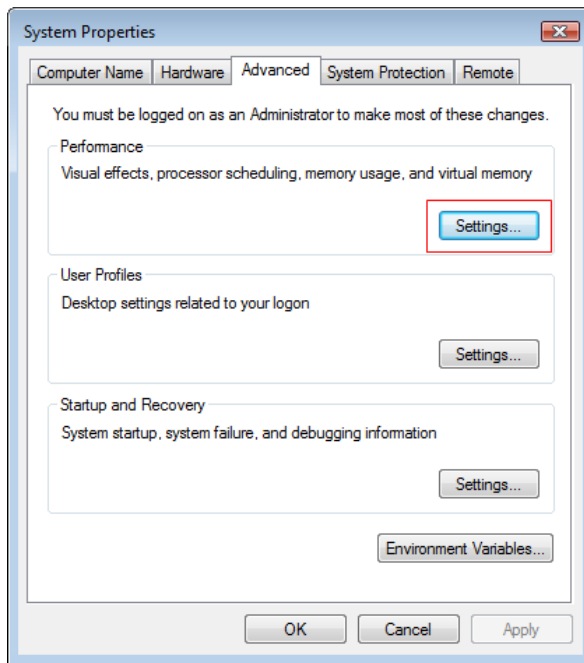 System Properties
Computer Name Hardware Advanced System Protection Remote
You must be logged on as an Administrator to make most of these changes.
Performance
Visual effects, processor scheduling, memory usage, and virtual memory
Settings...
User Profiles
Desktop settings related to your logon
Settings...
Startup and Recovery
System startup, system failure, and debugging information
Settings...
Environment Variables...
OK Cancel Apply